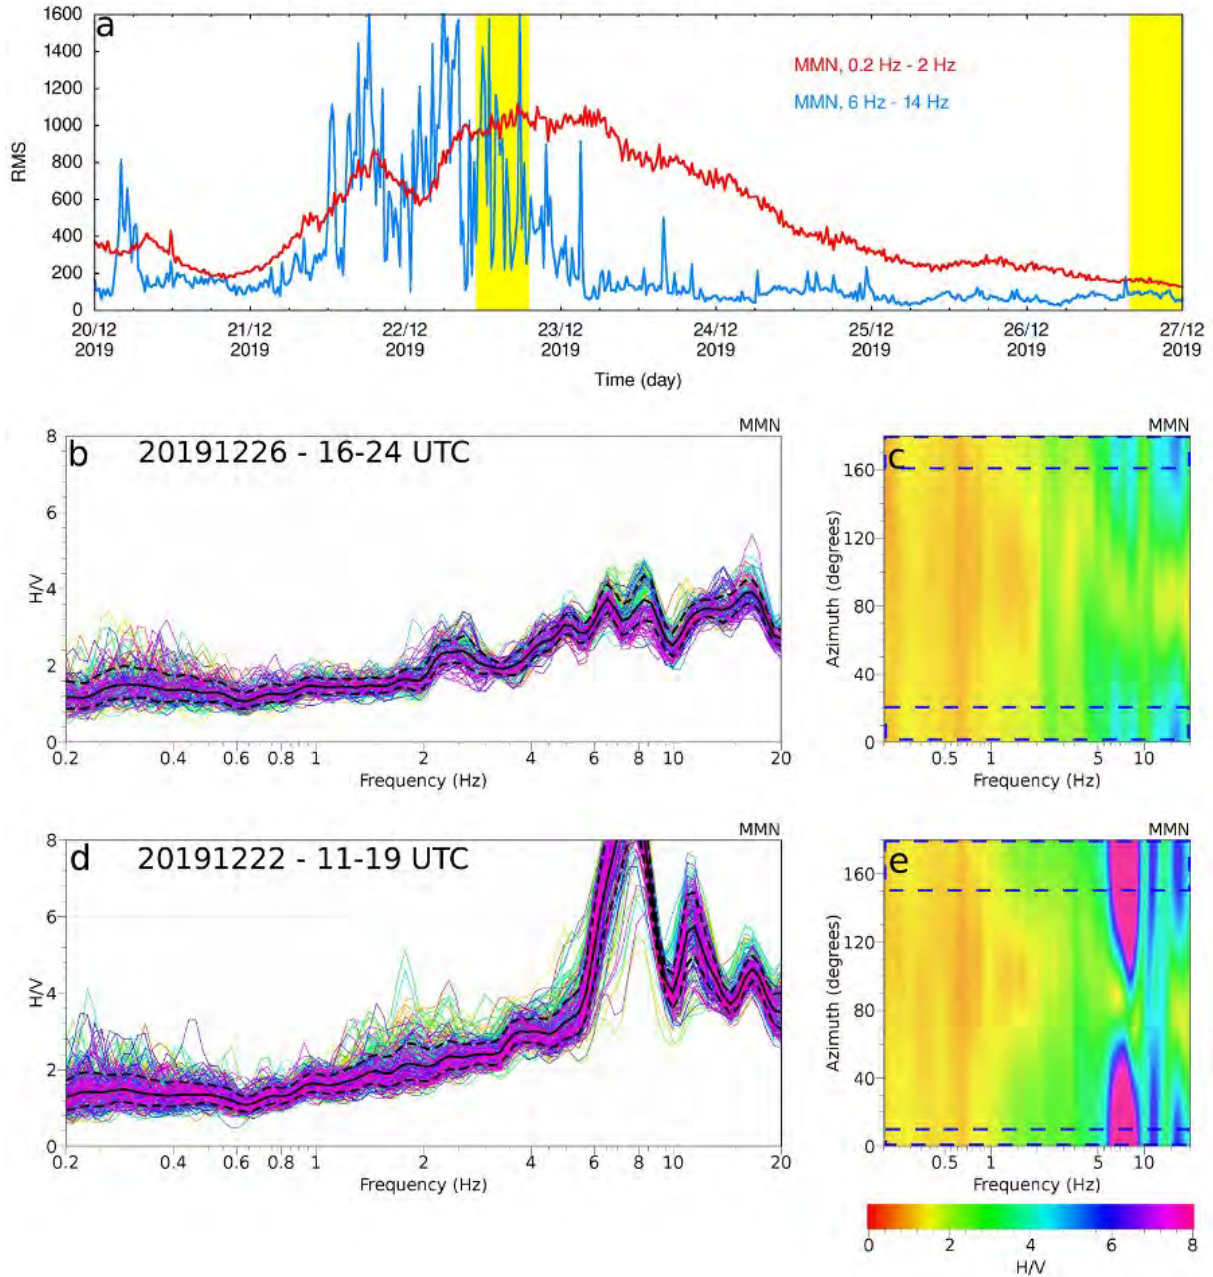 a
1600
1400
1200
1000
800
600
400
200
0
RMS
MMN, 0.2 Hz - 2 Hz
MMN, 6 Hz - 14 Hz
20/12 21/12 22/12 23/12 24/12 25/12 26/12 27/12
2019 2019 2019 2019 2019 2019 2019 2019
Time (day)
MMN
b 20191226 - 16-24 UTC
8
6
4
2
0
H/V
0.2 0.4 0.6 0.8 1 2 4 6 8 10 20
Frequency (Hz)
MMN
c
160
120
80
40
0
Azimuth (degrees)
0.5 1 5 10
Frequency (Hz)
MMN
d 20191222 - 11-19 UTC
8
6
4
2
0
H/V
0.2 0.4 0.6 0.8 1 2 4 6 8 10 20
Frequency (Hz)
MMN
e
160
120
80
40
0
Azimuth (degrees)
0.5 1 5 10
Frequency (Hz)
0 2 4 6 8
H/V